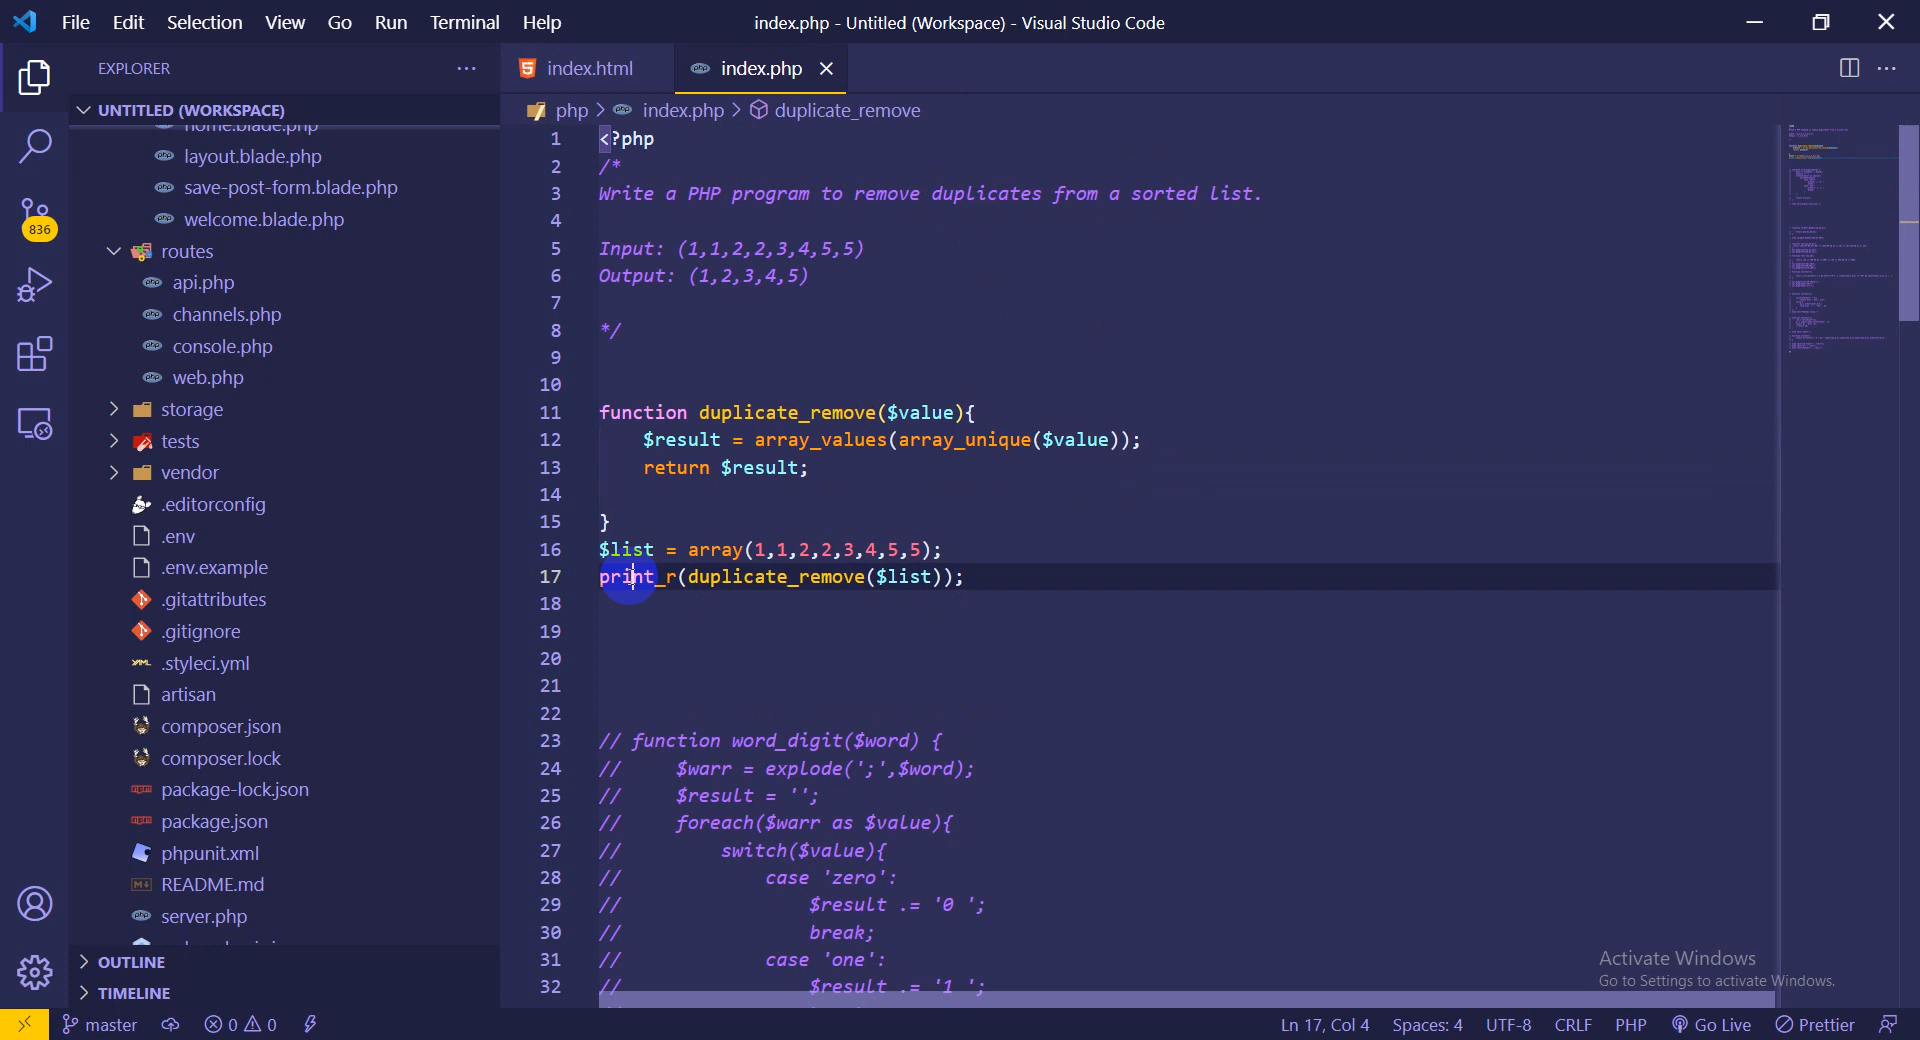 File Edit Selection View Go Run Terminal Help
index.php - Untitled (Workspace) - Visual Studio Code
EXPLORER
UNTITLED (WORKSPACE)
home.blade.php
layout.blade.php
save-post-form.blade.php
welcome.blade.php
routes
api.php
channels.php
console.php
web.php
storage
tests
vendor
.editorconfig
.env
.env.example
.gitattributes
.gitignore
.styleci.yml
artisan
composer.json
composer.lock
package-lock.json
package.json
phpunit.xml
README.md
server.php
OUTLINE
TIMELINE
836
index.html
index.php
php > index.php > duplicate_remove
1 <?php
2 /*
3 Write a PHP program to remove duplicates from a sorted list.
4
5 Input: (1,1,2,2,3,4,5,5)
6 Output: (1,2,3,4,5)
7
8 */
9
10
11 function duplicate_remove($value){
12 $result = array_values(array_unique($value));
13 return $result;
14
15 }
16 $list = array(1,1,2,2,3,4,5,5);
17 print_r(duplicate_remove($list));
18
19
20
21
22
23 // function word_digit($word) {
24 // $warr = explode(';',$word);
25 // $result = '';
26 // foreach($warr as $value){
27 // switch($value){
28 // case 'zero':
29 // $result .= '0 ';
30 // break;
31 // case 'one':
32 // $result .= '1 ';
Activate Windows
Go to Settings to activate Windows.
master 0 0
Ln 17, Col 4 Spaces: 4 UTF-8 CRLF PHP Go Live Prettier